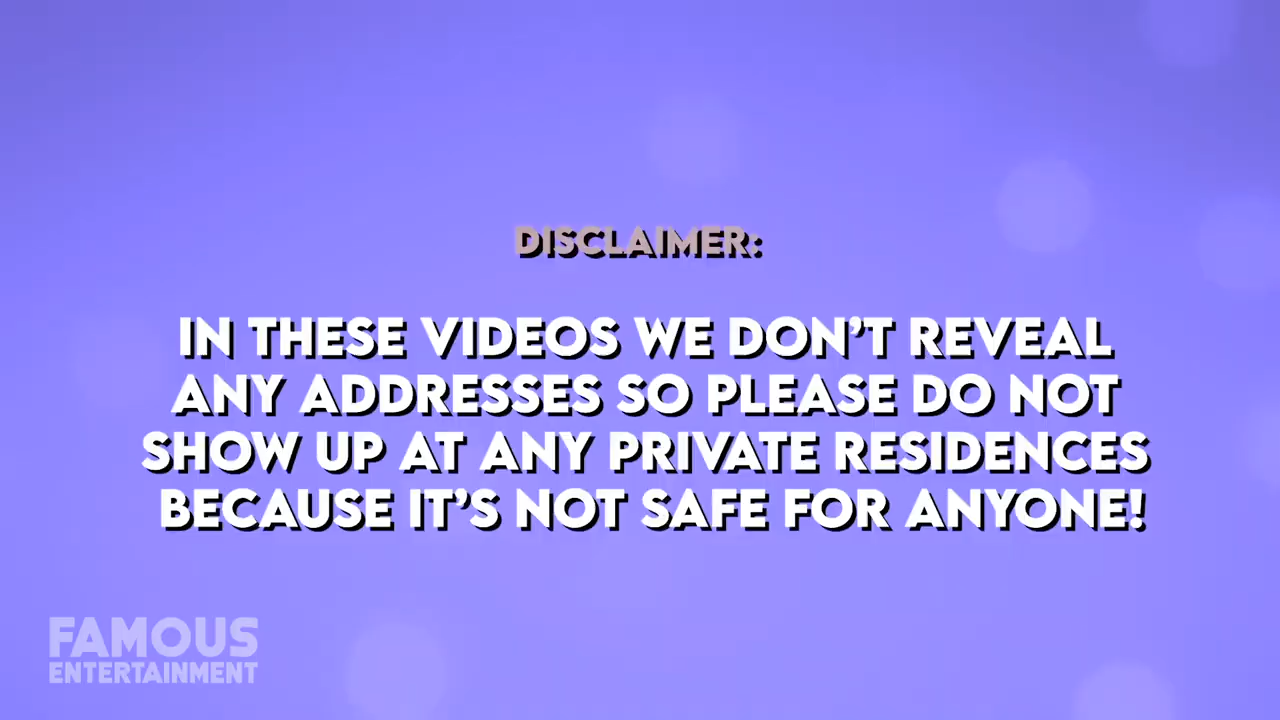 DISCLAIMER:
IN THESE VIDEOS WE DON'T REVEAL
ANY ADDRESSES SO PLEASE DO NOT
SHOW UP AT ANY PRIVATE RESIDENCES
BECAUSE IT'S NOT SAFE FOR ANYONE!
FAMOUS
ENTERTAINMENT